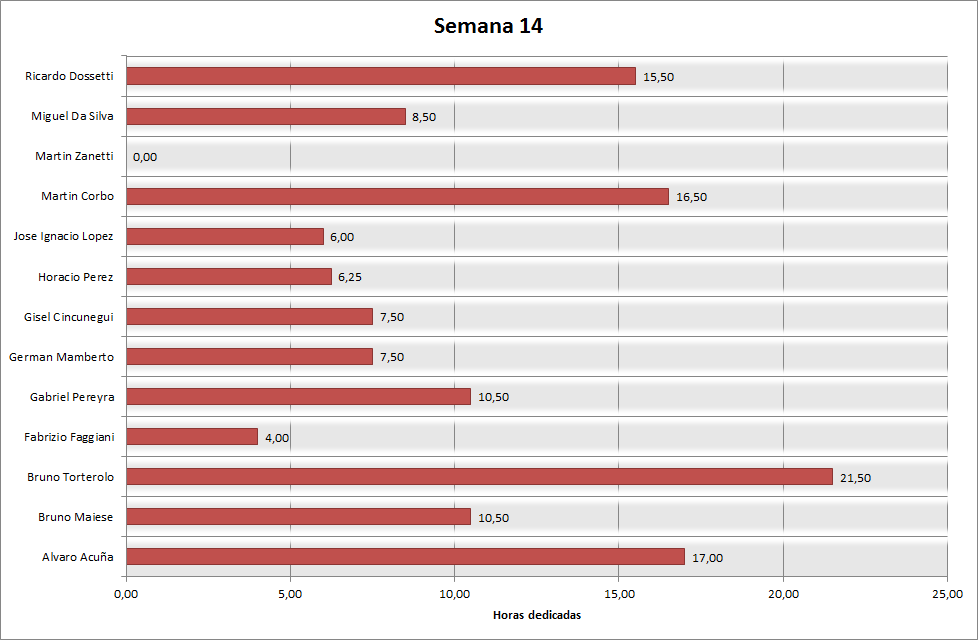 Semana 14
Ricardo Dossetti 15,50
Miguel Da Silva 8,50
Martin Zanetti 0,00
Martin Corbo 16,50
Jose Ignacio Lopez 6,00
Horacio Perez 6,25
Gisel Cincunegui 7,50
German Mamberto 7,50
Gabriel Pereyra 10,50
Fabrizio Faggiani 4,00
Bruno Torterolo 21,50
Bruno Maiese 10,50
Alvaro Acuña 17,00
0,00 5,00 10,00 15,00 20,00 25,00
Horas dedicadas